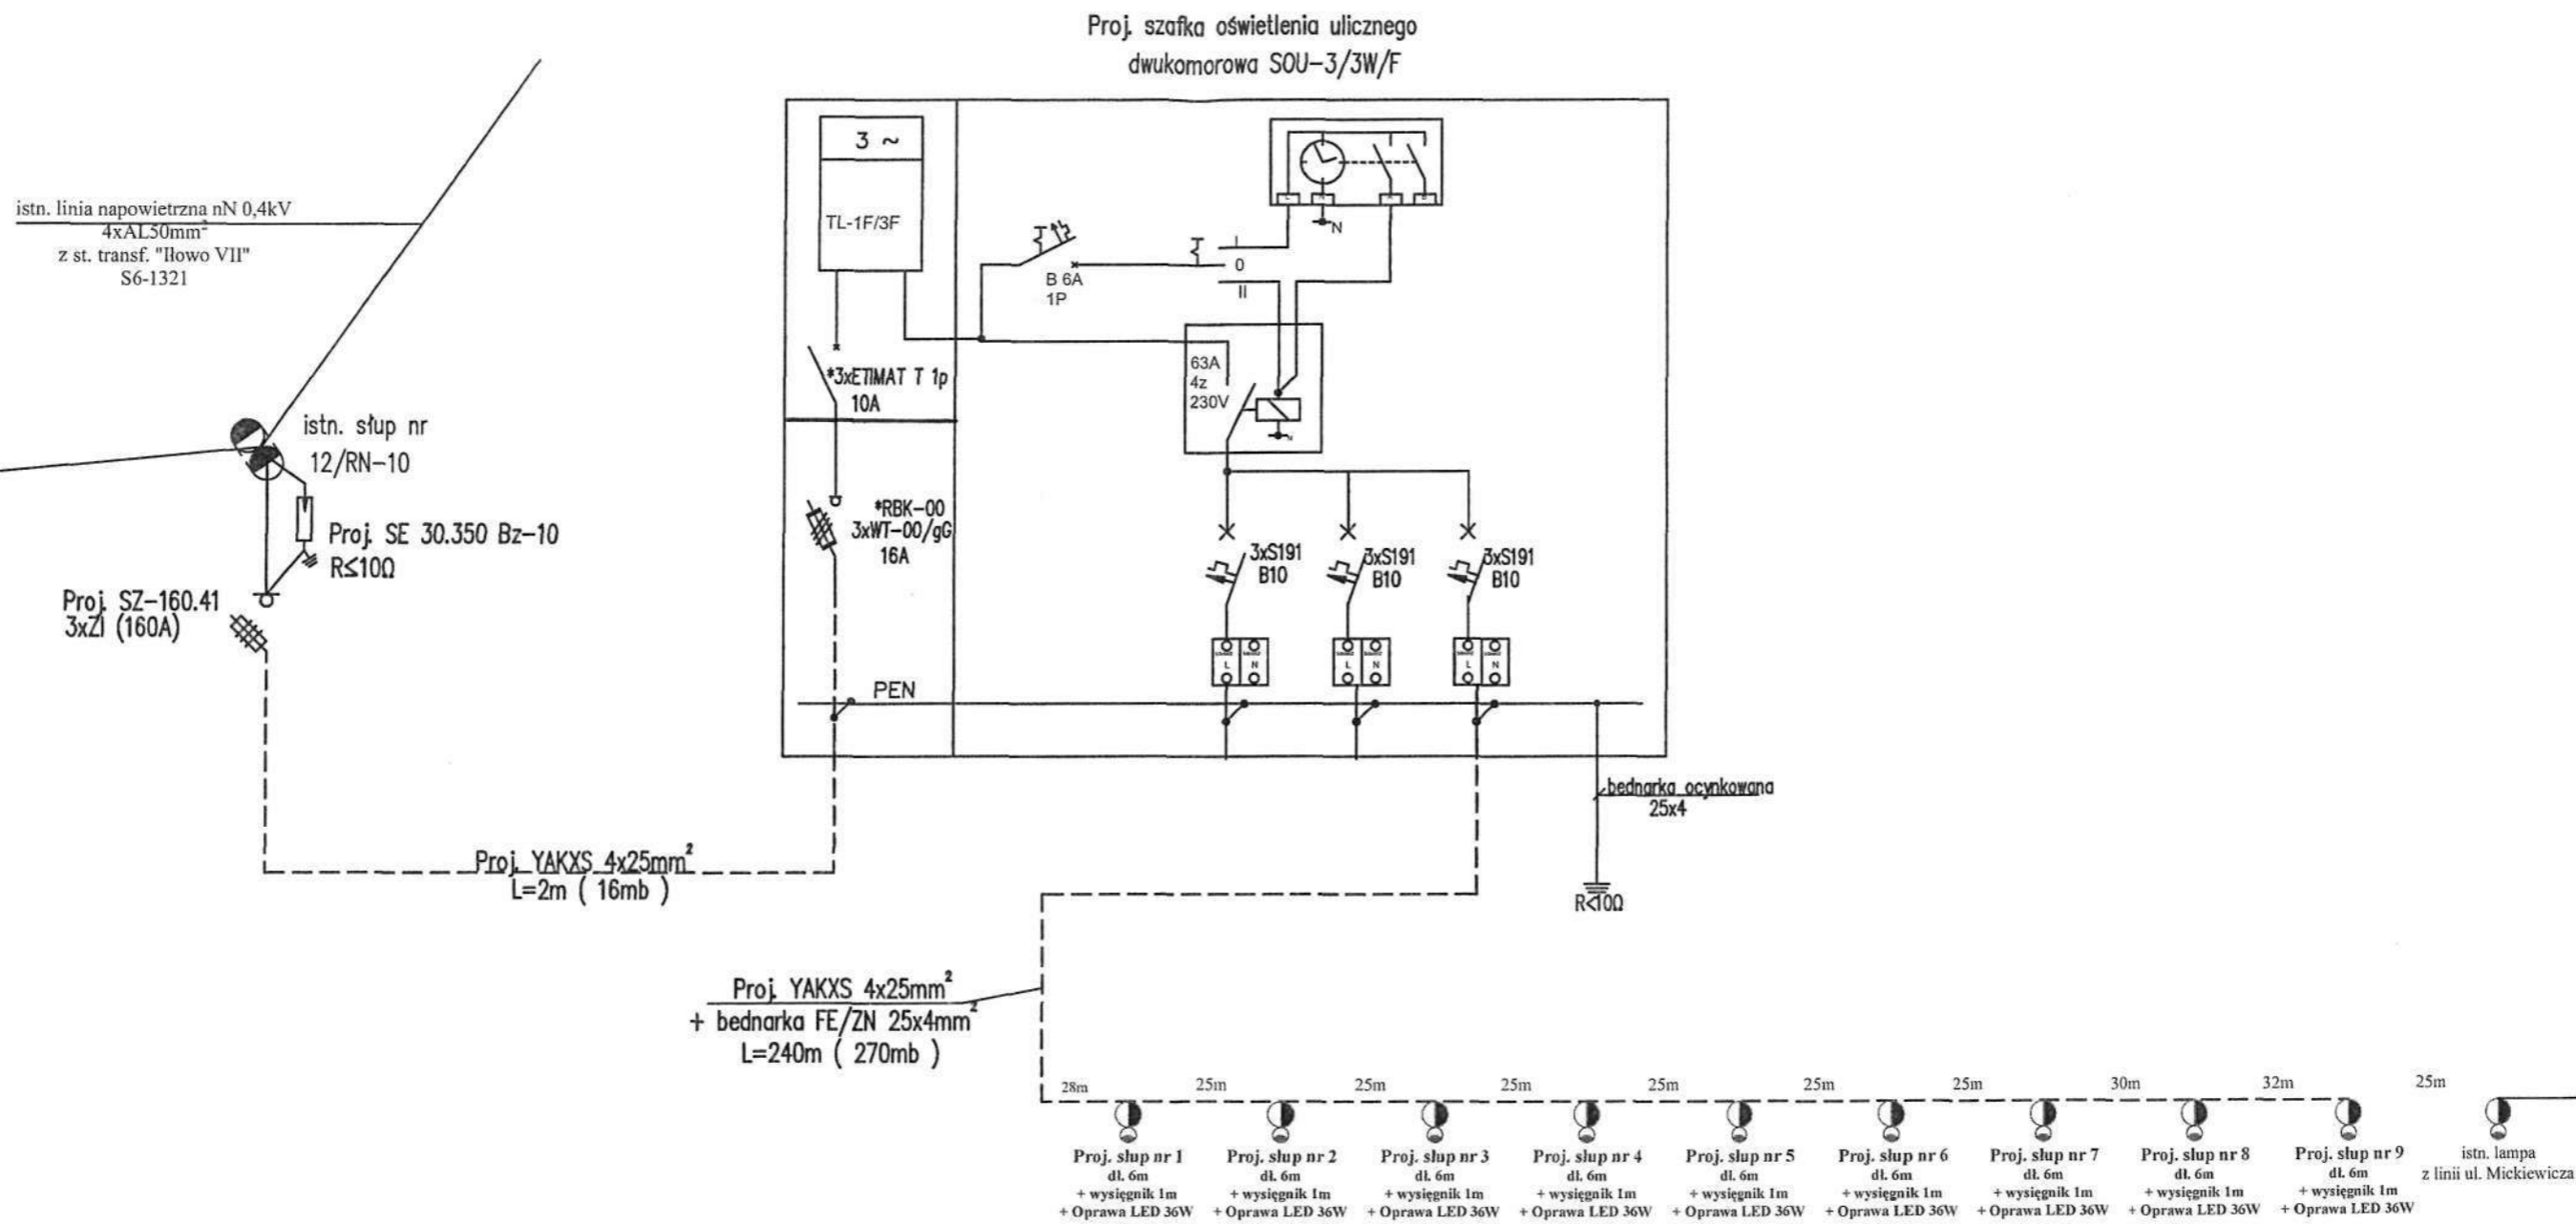 Proj. szafka oświetlenia ulicznego
dwukomorowa SOU-3/3W/F
istn. linia napowietrzna nN 0,4kV
4xAL50mm²
z st. transf. "Iłowo VII"
S6-1321
istn. słup nr
12/RN-10
Proj. SE 30.350 Bz-10
R≤10Ω
Proj. SZ-160.41
3xZI (160A)
3 ~
TL-1F/3F
*3xETIMAT T 1p
10A
*RBK-00
3xWT-00/gG
16A
PEN
B 6A
1P
I
0
II
N
63A
4z
230V
N
3xS191
B10
3xS191
B10
3xS191
B10
L N
L N
L N
bednarka ocynkowana
25x4
R<10Ω
Proj. YAKXS 4x25mm²
L=2m ( 16mb )
Proj. YAKXS 4x25mm²
+ bednarka FE/ZN 25x4mm²
L=240m ( 270mb )
28m 25m 25m 25m 25m 25m 25m 30m 32m 25m
Proj. słup nr 1
dł. 6m
+ wysięgnik 1m
+ Oprawa LED 36W
Proj. słup nr 2
dł. 6m
+ wysięgnik 1m
+ Oprawa LED 36W
Proj. słup nr 3
dł. 6m
+ wysięgnik 1m
+ Oprawa LED 36W
Proj. słup nr 4
dł. 6m
+ wysięgnik 1m
+ Oprawa LED 36W
Proj. słup nr 5
dł. 6m
+ wysięgnik 1m
+ Oprawa LED 36W
Proj. słup nr 6
dł. 6m
+ wysięgnik 1m
+ Oprawa LED 36W
Proj. słup nr 7
dł. 6m
+ wysięgnik 1m
+ Oprawa LED 36W
Proj. słup nr 8
dł. 6m
+ wysięgnik 1m
+ Oprawa LED 36W
Proj. słup nr 9
dł. 6m
+ wysięgnik 1m
+ Oprawa LED 36W
istn. lampa
z linii ul. Mickiewicza